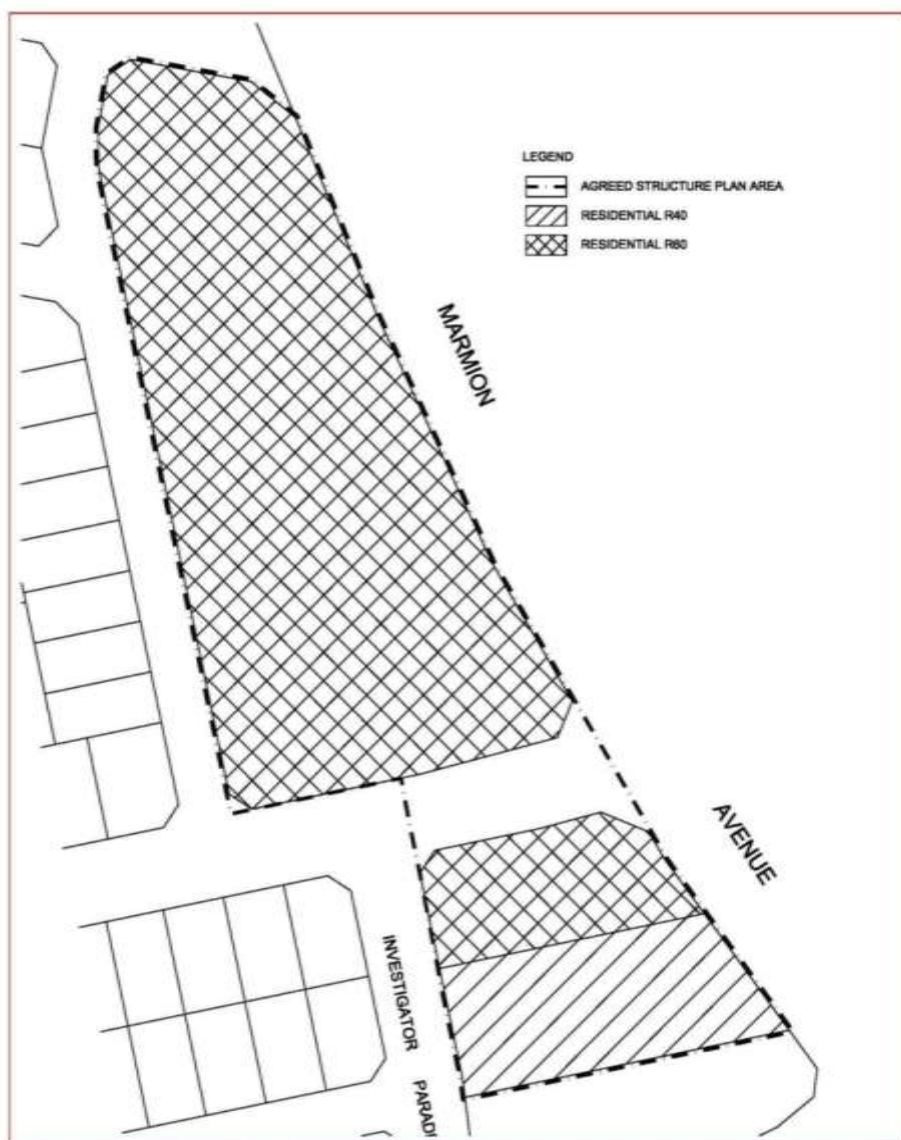 LEGEND
AGREED STRUCTURE PLAN AREA
RESIDENTIAL R40
RESIDENTIAL R60
MARMION
AVENUE
INVESTIGATOR